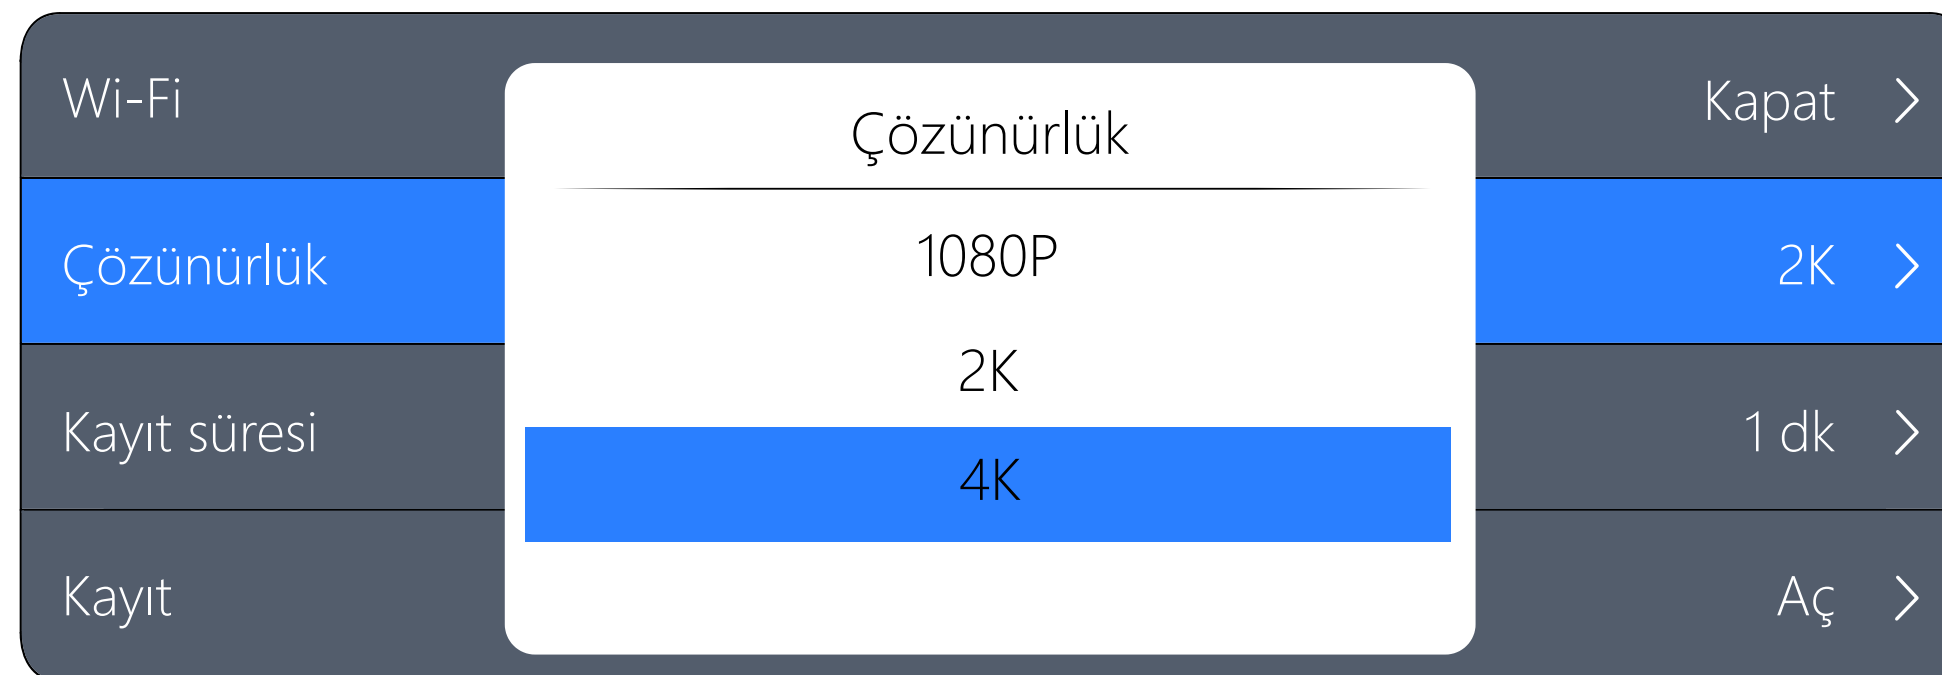 Wi-Fi
Kapat
Çözünürlük
2K
Kayıt süresi
1 dk
Kayıt
Aç
Çözünürlük
1080P
2K
4K